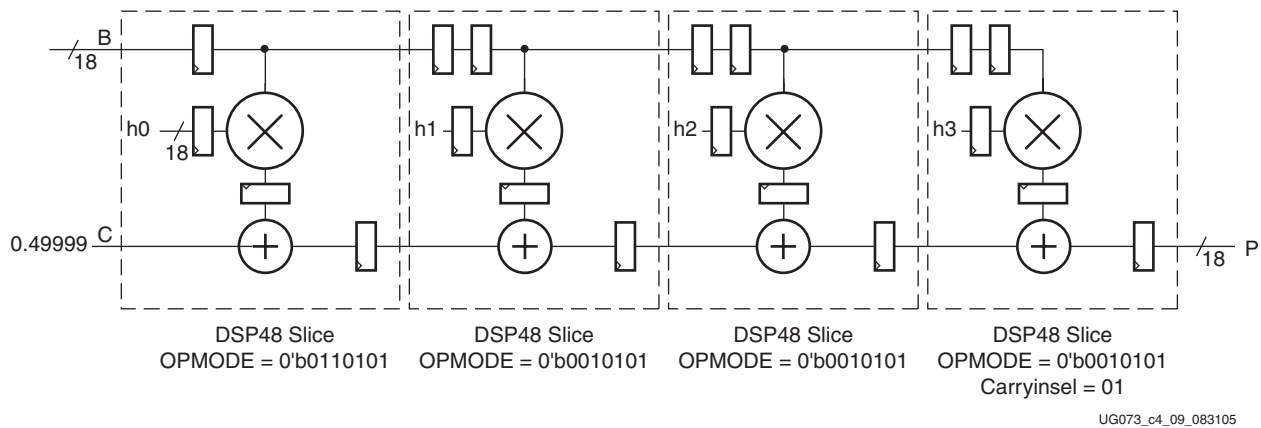 B
18
h0
18
h1
h2
h3
0.49999 C
18 P
DSP48 Slice
OPMODE = 0'b0110101
DSP48 Slice
OPMODE = 0'b0010101
DSP48 Slice
OPMODE = 0'b0010101
DSP48 Slice
OPMODE = 0'b0010101
Carryinsel = 01
UG073_c4_09_083105